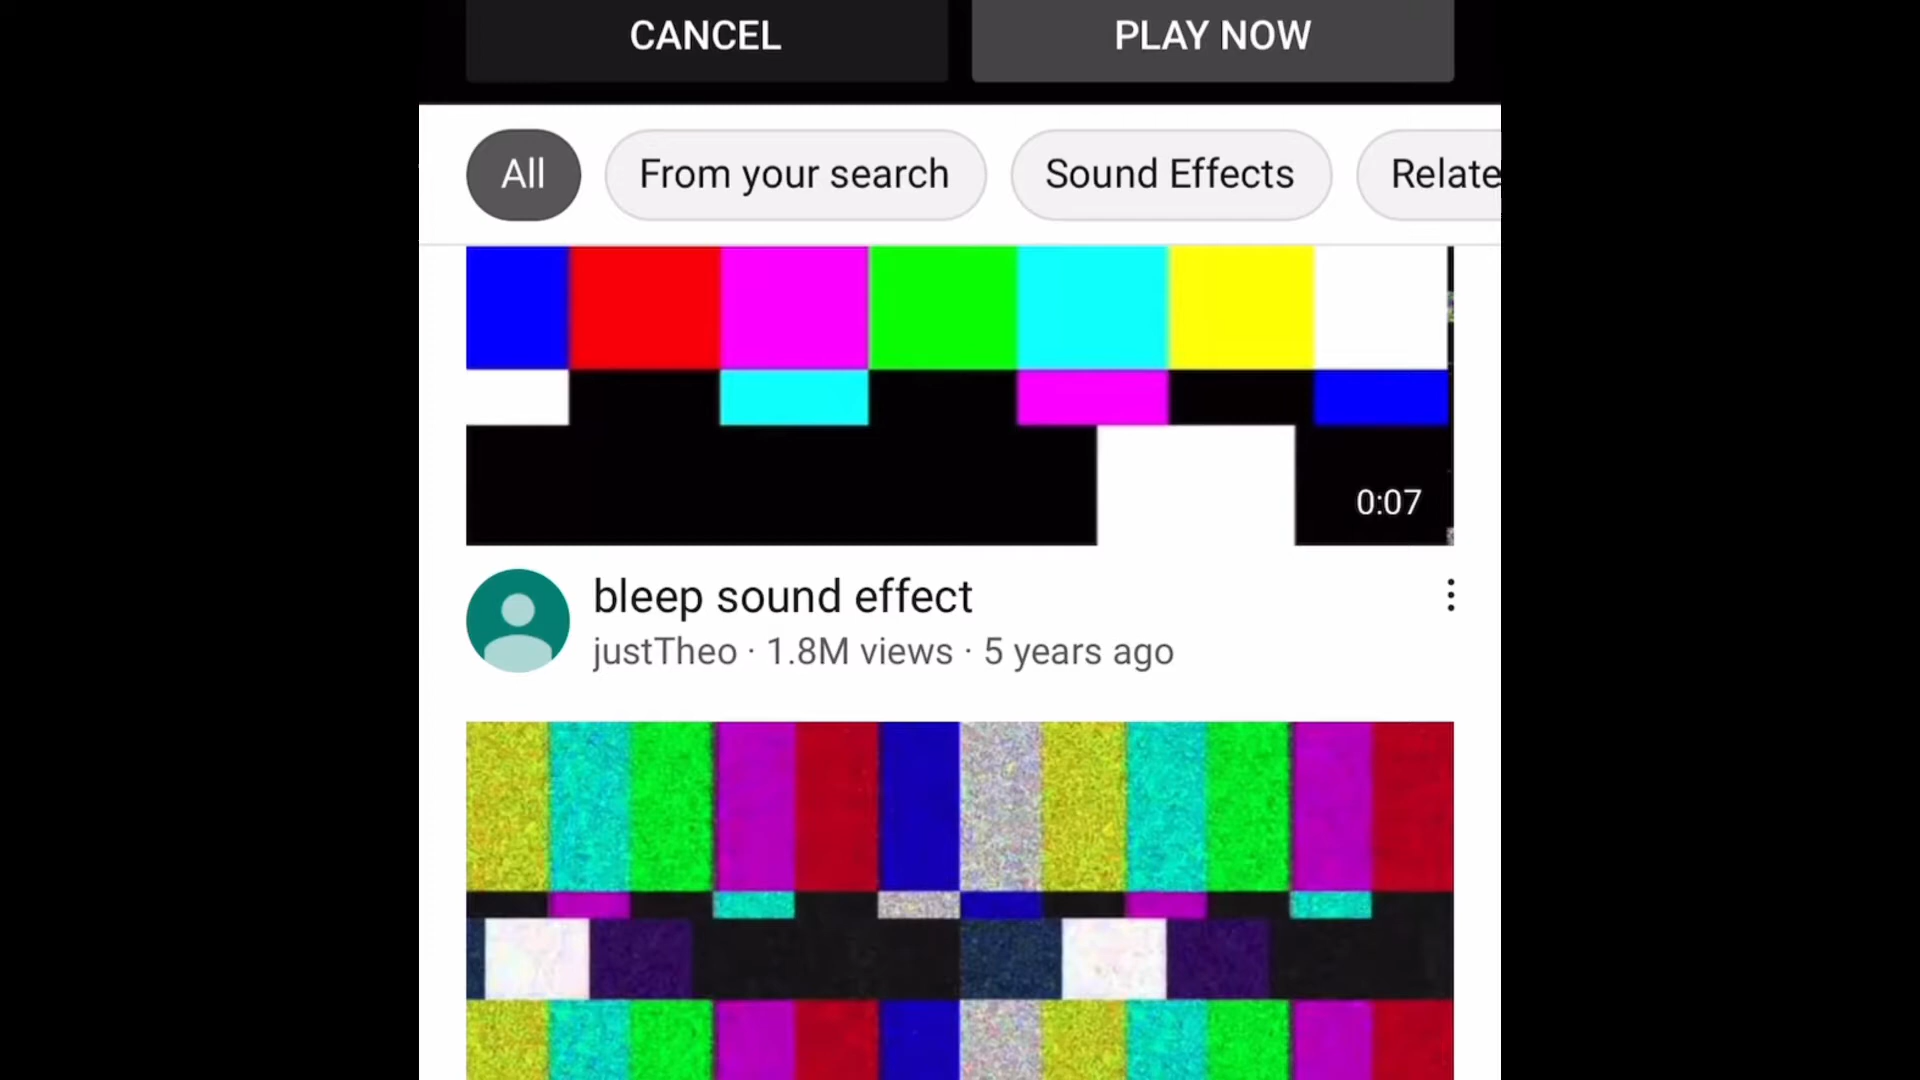 CANCEL PLAY NOW
All From your search Sound Effects Relate
0:07
bleep sound effect
justTheo · 1.8M views · 5 years ago